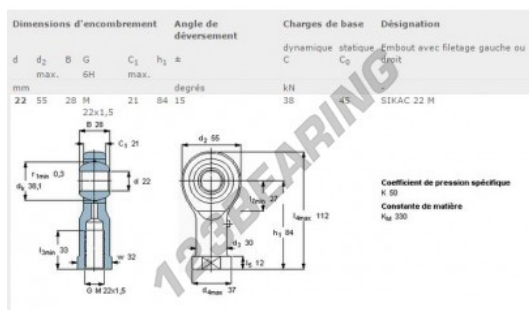 Dimensions d'encombrement Angle de déversement Charges de base Désignation
dynamique statique Embout avec filetage gauche ou droit
d d₂ B G C₁ h₁ ± C C₀
max. 6H max.
mm degrés kN -
22 55 28 M 22x1,5 21 84 15 38 45 SIKAC 22 M
B 28
C₁ 21
d₂ 55
r1min 0,3
dk 38,1
d 22
l3min 33
w 32
G M 22x1,5
l7min 27
l4max 112
h₁ 84
d₃ 30
l₅ 12
d4max 37
Coefficient de pression spécifique
K 50
Constante de matière
KM 330
123BEARING